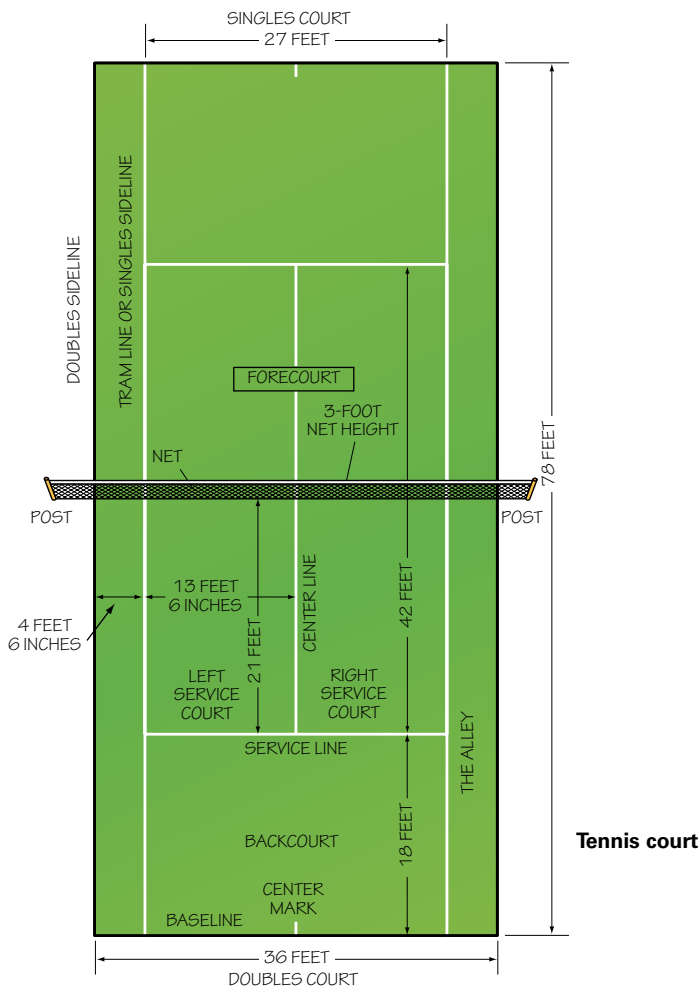 SINGLES COURT
27 FEET
DOUBLES SIDELINE
TRAM LINE OR SINGLES SIDELINE
FORECOURT
3-FOOT
NET HEIGHT
NET
78 FEET
POST
POST
13 FEET
6 INCHES
CENTER LINE
42 FEET
4 FEET
6 INCHES
21 FEET
LEFT
SERVICE
COURT
RIGHT
SERVICE
COURT
SERVICE LINE
THE ALLEY
18 FEET
BACKCOURT
Tennis court
CENTER
MARK
BASELINE
36 FEET
DOUBLES COURT